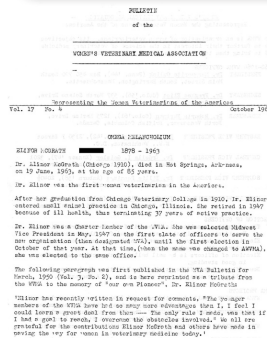 BULLETIN
of the
WOMEN'S VETERINARY MEDICAL ASSOCIATION
Representing the Women Veterinarians of the Americas
Vol. 17 No. 4 October 196
OMEGA
ELINOR McGRATH 1878 - 1963
Dr. Elinor McGrath (Chicago 1910), died in Hot Springs, Arkansas,
on 19 June, 1963, at the age of 85 years.
Dr. Elinor was the first woman veterinarian in the Americas.
After her graduation from Chicago Veterinary College in 1910, Dr. Elinor
entered small animal practice in Chicago, Illinois. She retired in 1947
because of ill health, thus terminating 37 years of active practice.
Dr. Elinor was a charter Member of the WVMA. She was selected Midwest
Vice President in May, 1947 on the first slate of officers to serve the
new organization (then designated WVA), until the first election in
October of that year. At that time, (when the name was changed to AWVMA),
she was elected to the same office.
The following paragraph was first published in the WVMA Bulletin for
March, 1950 (Vol. 3, No. 2), and is here reprinted as a tribute from
the WVMA to the memory of "our own Pioneer", Dr. Elinor McGrath
'Elinor has recently written in request for comments. "The younger
members of the WVMA have had so many more advantages than I. I feel I
could learn a great deal from them --- The only rule I made, was that if
I had a goal to reach, I overcome the obstacles involved." We all are
grateful for the contributions Elinor McGrath and others have made in
paving the way for women in veterinary medicine today.'